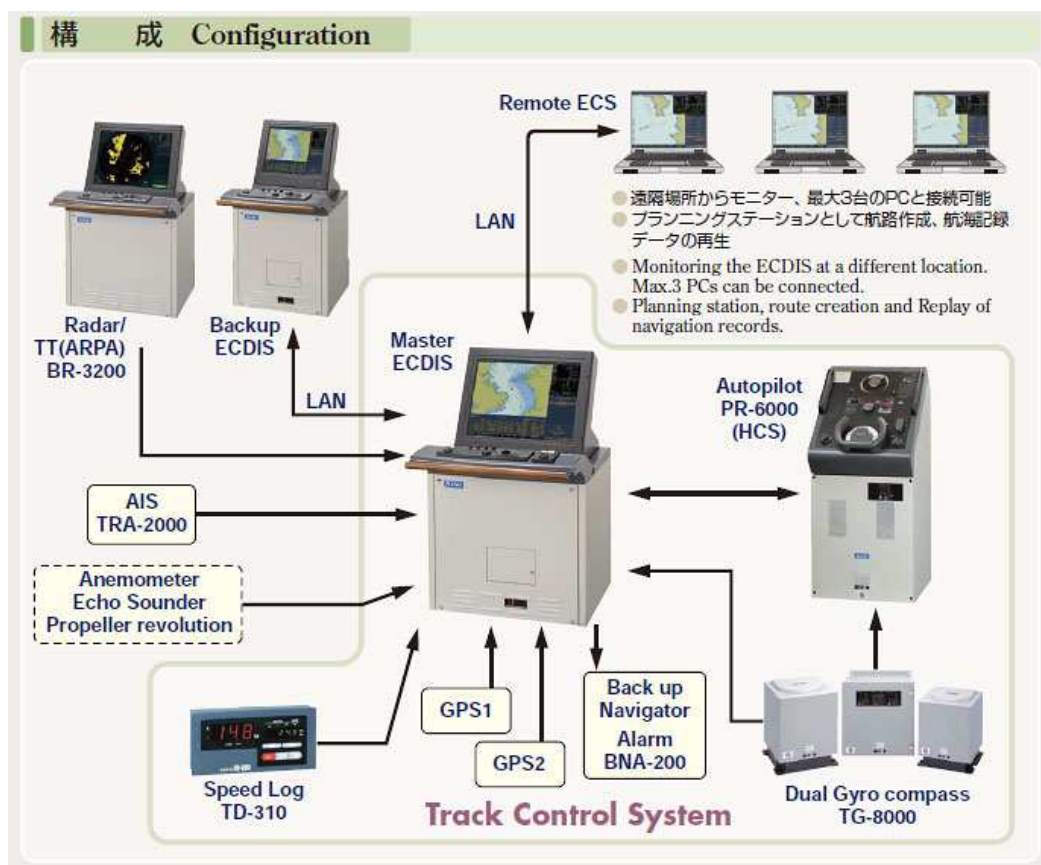 構 成 Configuration
Remote ECS
LAN
遠隔場所からモニター、最大3台のPCと接続可能
プランニングステーションとして航路作成、航海記録
データの再生
Monitoring the ECDIS at a different location.
Max.3 PCs can be connected.
Planning station, route creation and Replay of
navigation records.
Radar/
TT(ARPA)
BR-3200
Backup
ECDIS
LAN
Master
ECDIS
Autopilot
PR-6000
(HCS)
AIS
TRA-2000
Anemometer
Echo Sounder
Propeller revolution
GPS1
GPS2
Back up
Navigator
Alarm
BNA-200
148
Speed Log
TD-310
Dual Gyro compass
TG-8000
Track Control System